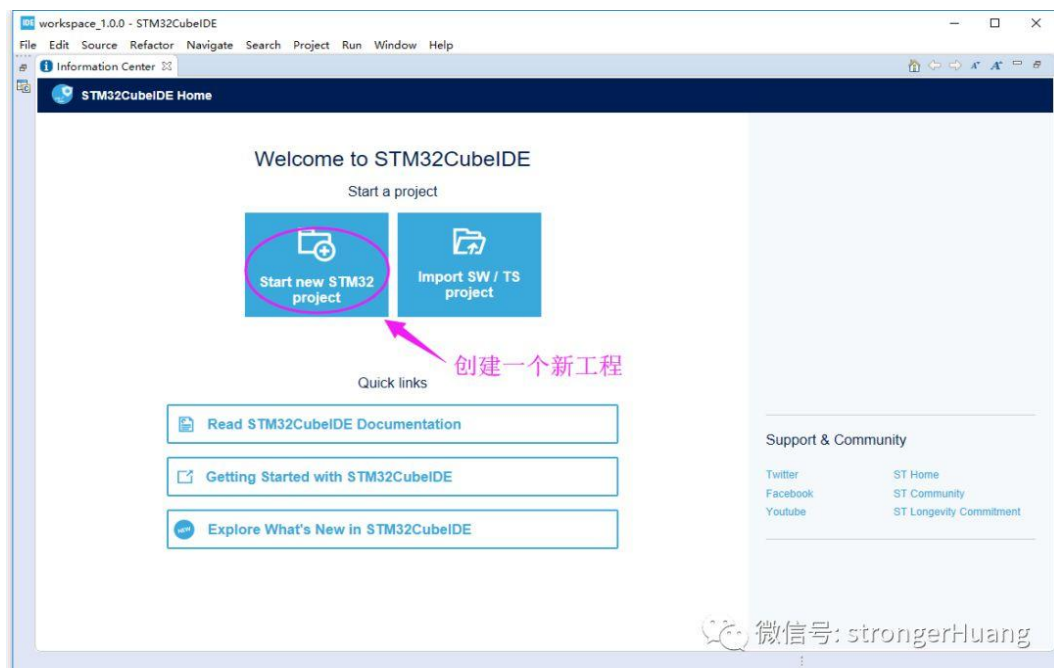 IDE workspace_1.0.0 - STM32CubeIDE
File Edit Source Refactor Navigate Search Project Run Window Help
Information Center
STM32CubeIDE Home
Welcome to STM32CubeIDE
Start a project
Start new STM32
project
Import SW / TS
project
创建一个新工程
Quick links
Read STM32CubeIDE Documentation
Getting Started with STM32CubeIDE
NEW Explore What's New in STM32CubeIDE
Support & Community
Twitter ST Home
Facebook ST Community
Youtube ST Longevity Commitment
微信号: strongerHuang